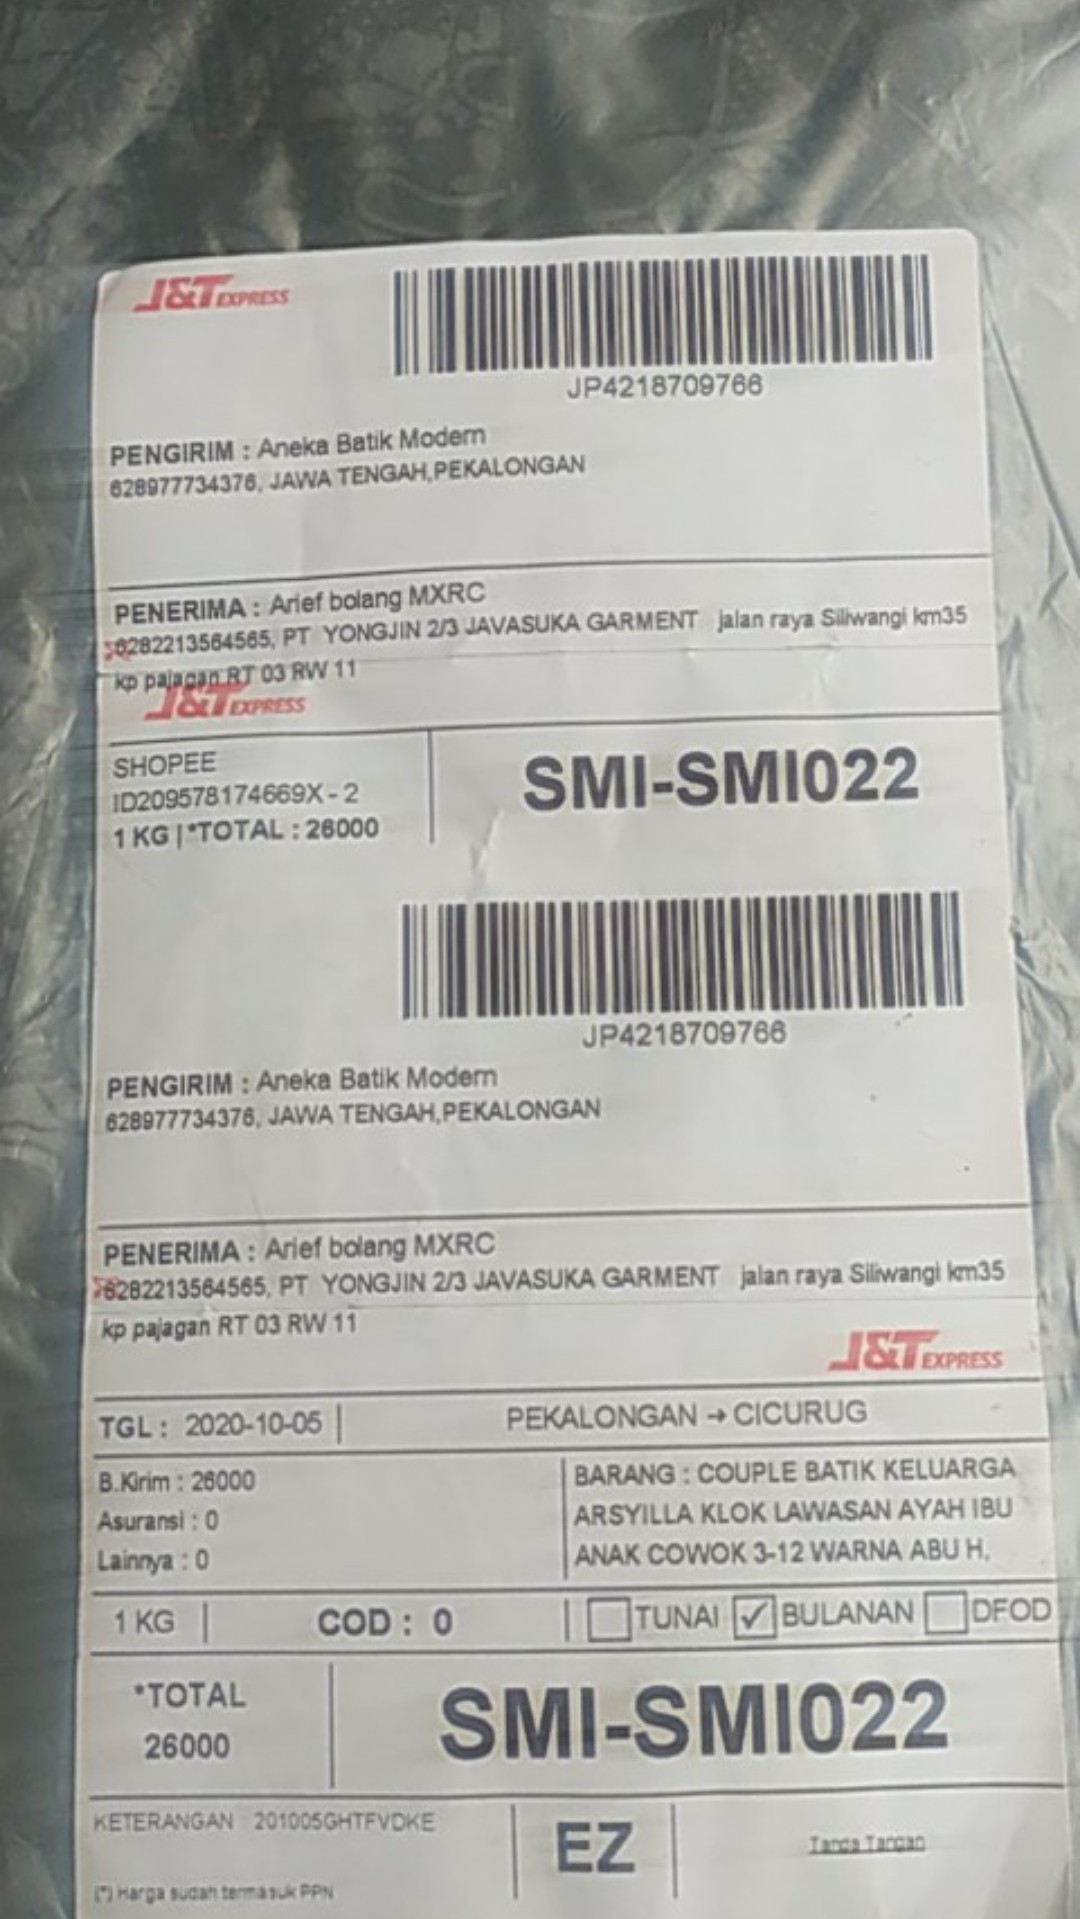 J&T EXPRESS
JP4218709766
PENGIRIM : Aneka Batik Modern
628977734376, JAWA TENGAH,PEKALONGAN
PENERIMA : Arief bolang MXRC
6282213564565, PT YONGJIN 2/3 JAVASUKA GARMENT jalan raya Siliwangi km35
kp pajagan RT 03 RW 11
J&T EXPRESS
SHOPEE
ID209578174669X - 2
1 KG | *TOTAL : 26000
SMI-SMI022
JP4218709766
PENGIRIM : Aneka Batik Modern
628977734376, JAWA TENGAH,PEKALONGAN
PENERIMA : Arief bolang MXRC
6282213564565, PT YONGJIN 2/3 JAVASUKA GARMENT jalan raya Siliwangi km35
kp pajagan RT 03 RW 11
J&T EXPRESS
TGL : 2020-10-05
PEKALONGAN → CICURUG
B.Kirim : 26000
Asuransi : 0
Lainnya : 0
BARANG : COUPLE BATIK KELUARGA
ARSYILLA KLOK LAWASAN AYAH IBU
ANAK COWOK 3-12 WARNA ABU H,
1 KG
COD : 0
TUNAI ✓ BULANAN DFOD
*TOTAL
26000
SMI-SMI022
KETERANGAN : 201005GHTFVDKE
EZ
Tanda Tangan
(*) Harga sudah termasuk PPN